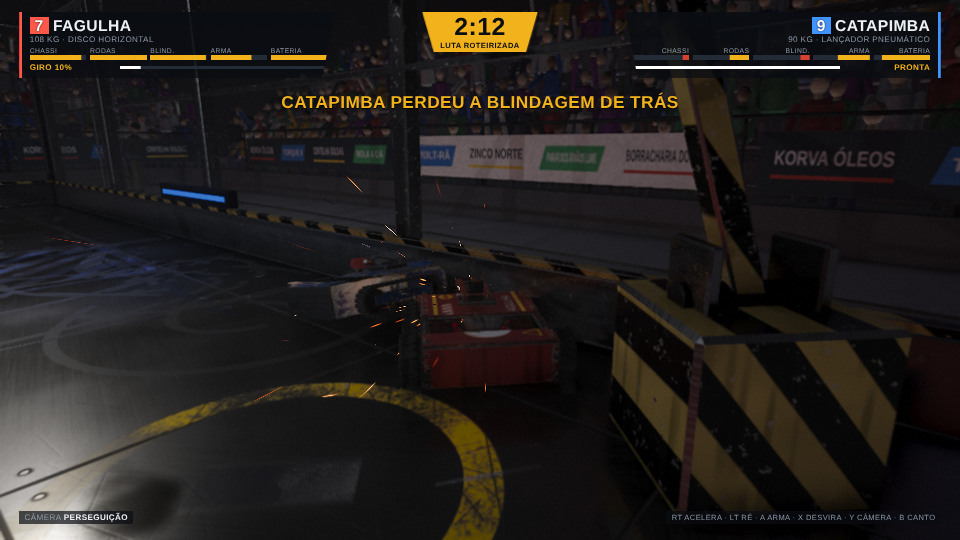 7 FAGULHA
108 KG · DISCO HORIZONTAL
CHASSI RODAS BLIND. ARMA BATERIA
GIRO 10%
2:12
LUTA ROTEIRIZADA
9 CATAPIMBA
90 KG · LANÇADOR PNEUMÁTICO
CHASSI RODAS BLIND. ARMA BATERIA
PRONTA
CATAPIMBA PERDEU A BLINDAGEM DE TRÁS
VOLT-RÃ
ZINCO NORTE
BORRACHARIA DO
KORVA ÓLEOS
CÂMERA PERSEGUIÇÃO
RT ACELERA · LT RÉ · A ARMA · X DESVIRA · Y CÂMERA · B CANTO